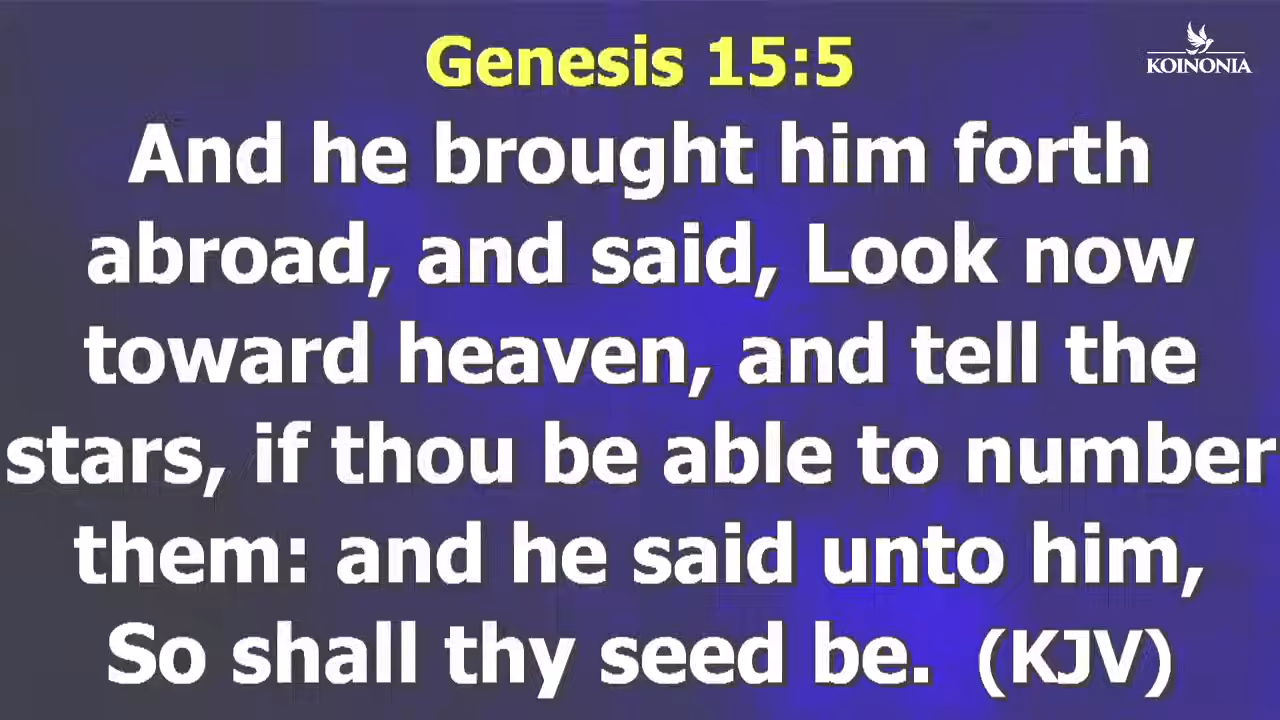 Genesis 15:5
KOINONIA
And he brought him forth
abroad, and said, Look now
toward heaven, and tell the
stars, if thou be able to number
them: and he said unto him,
So shall thy seed be. (KJV)